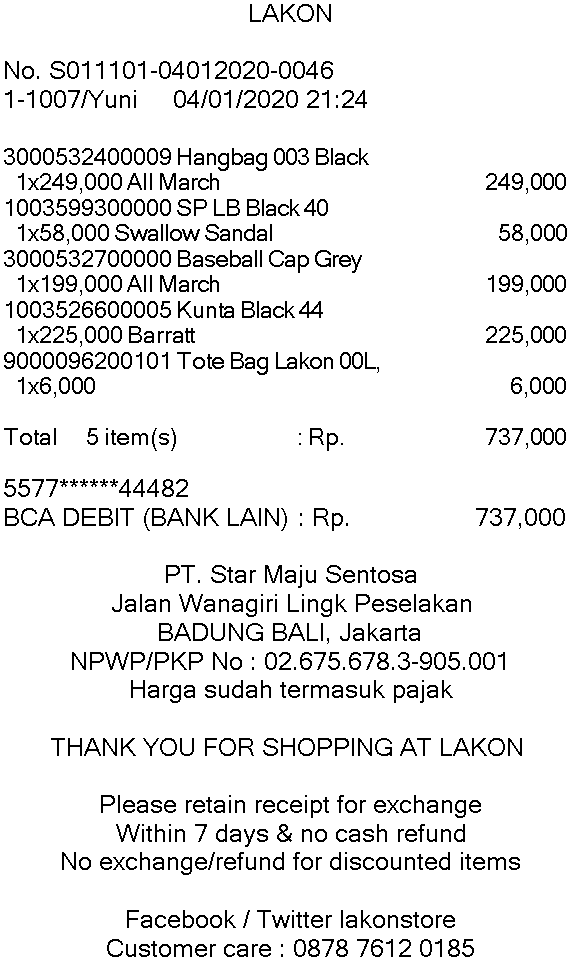 LAKON
No. S011101-04012020-0046
1-1007/Yuni 04/01/2020 21:24
3000532400009 Hangbag 003 Black
1x249,000 All March 249,000
1003599300000 SP LB Black 40
1x58,000 Swallow Sandal 58,000
3000532700000 Baseball Cap Grey
1x199,000 All March 199,000
1003526600005 Kunta Black 44
1x225,000 Barratt 225,000
9000096200101 Tote Bag Lakon 00L,
1x6,000 6,000
Total 5 item(s) : Rp. 737,000
5577******44482
BCA DEBIT (BANK LAIN) : Rp. 737,000
PT. Star Maju Sentosa
Jalan Wanagiri Lingk Peselakan
BADUNG BALI, Jakarta
NPWP/PKP No : 02.675.678.3-905.001
Harga sudah termasuk pajak
THANK YOU FOR SHOPPING AT LAKON
Please retain receipt for exchange
Within 7 days & no cash refund
No exchange/refund for discounted items
Facebook / Twitter lakonstore
Customer care : 0878 7612 0185